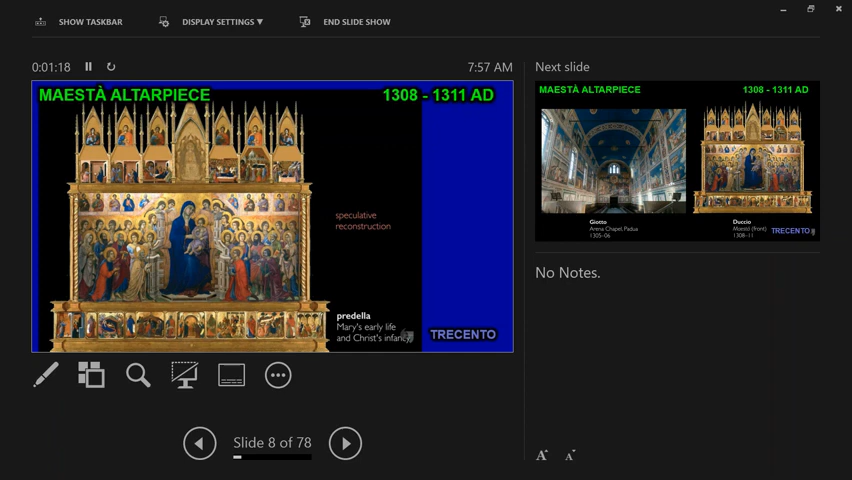 SHOW TASKBAR
DISPLAY SETTINGS ▼
END SLIDE SHOW
0:01:18
7:57 AM
MAESTÀ ALTARPIECE
1308 - 1311 AD
speculative
reconstruction
predella
Mary's early life
and Christ's infancy
TRECENTO
Slide 8 of 78
Next slide
MAESTÀ ALTARPIECE
1308 - 1311 AD
Giotto
Arena Chapel, Padua
1305-06
Duccio
Maestò (front)
1308-11
TRECENTO
No Notes.
A
A